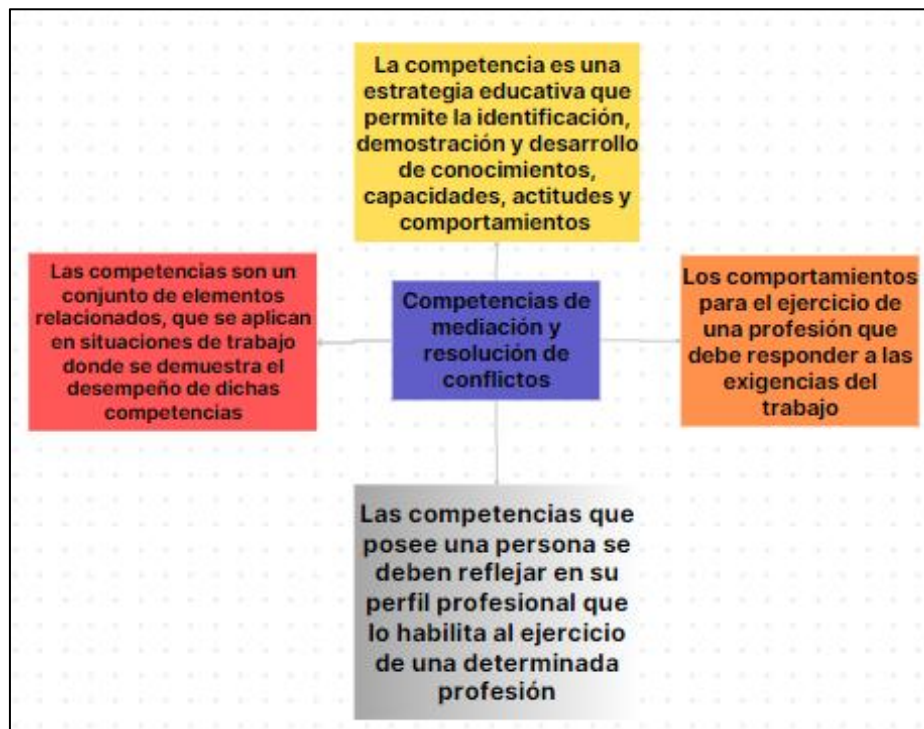 La competencia es una
estrategia educativa que
permite la identificación,
demostración y desarrollo
de conocimientos,
capacidades, actitudes y
comportamientos
Las competencias son un
conjunto de elementos
relacionados, que se aplican
en situaciones de trabajo
donde se demuestra el
desempeño de dichas
competencias
Competencias de
mediación y
resolución de
conflictos
Los comportamientos
para el ejercicio de
una profesión que
debe responder a las
exigencias del
trabajo
Las competencias que
posee una persona se
deben reflejar en su
perfil profesional que
lo habilita al ejercicio
de una determinada
profesión